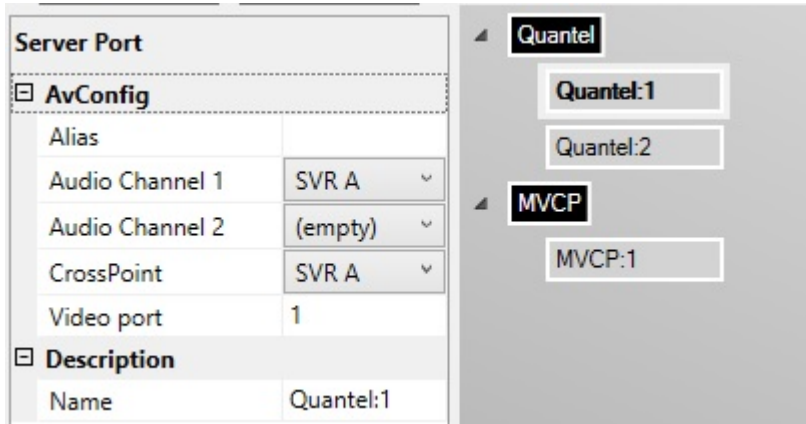 Server Port
AvConfig
Alias
Audio Channel 1 SVR A
Audio Channel 2 (empty)
CrossPoint SVR A
Video port 1
Description
Name Quantel:1
Quantel
Quantel:1
Quantel:2
MVCP
MVCP:1